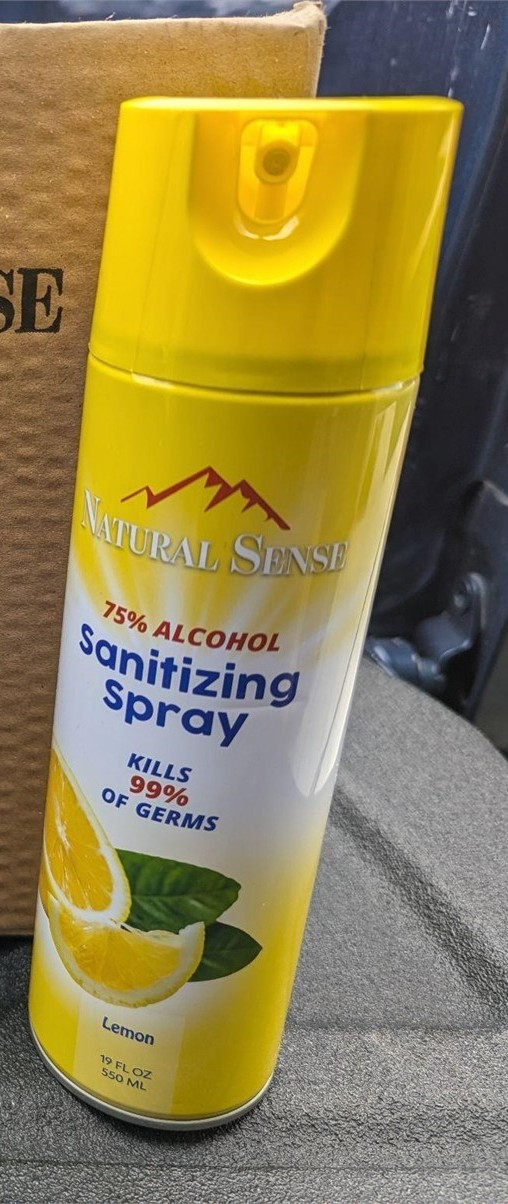 SE
NATURAL SENSE
75% ALCOHOL
sanitizing
spray
KILLS
99%
OF GERMS
Lemon
19 FL OZ
550 ML